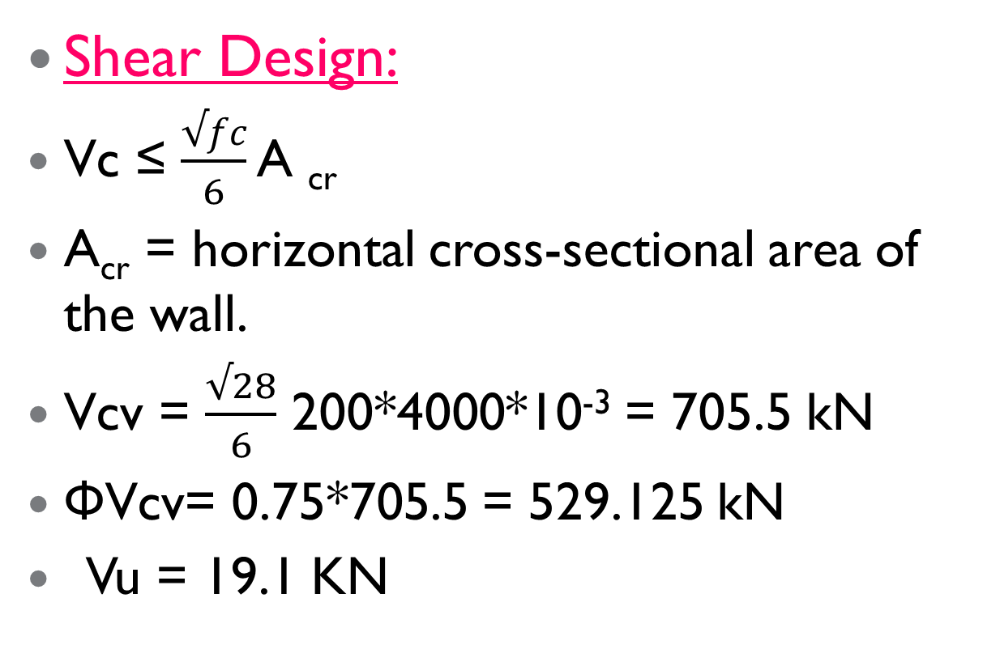 • Shear Design:
• Vc ≤ √fc/6 A cr
• Acr = horizontal cross-sectional area of
the wall.
• Vcv = √28/6 200*4000*10⁻³ = 705.5 kN
• ΦVcv= 0.75*705.5 = 529.125 kN
• Vu = 19.1 KN